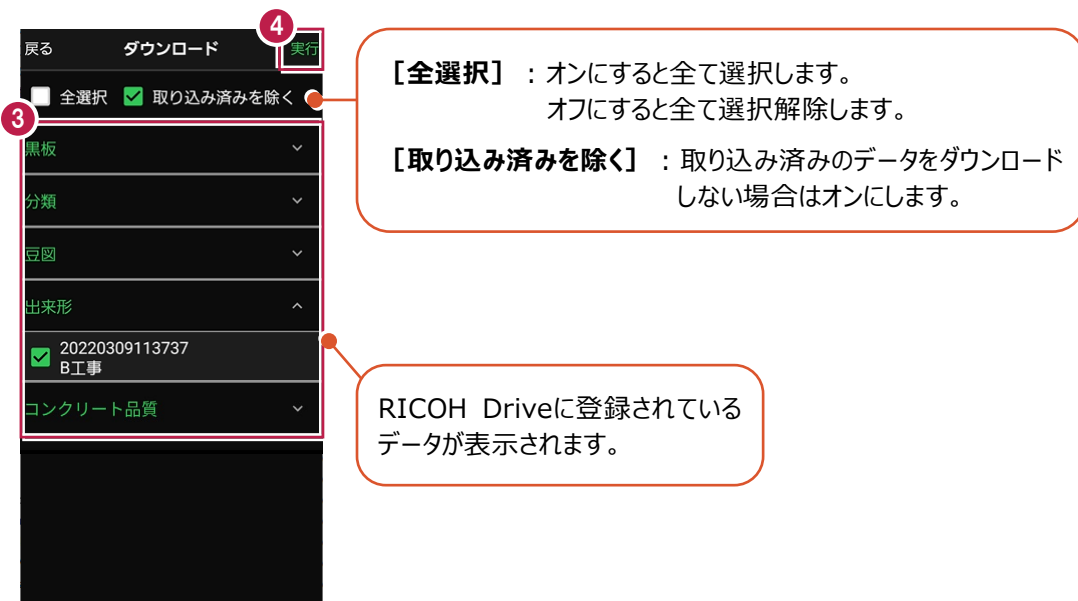 4
戻る ダウンロード 実行
全選択 取り込み済みを除く
3
黒板
分類
豆図
出来形
20220309113737
B工事
コンクリート品質
［全選択］：オンにすると全て選択します。
オフにすると全て選択解除します。
［取り込み済みを除く］：取り込み済みのデータをダウンロード
しない場合はオンにします。
RICOH Driveに登録されている
データが表示されます。